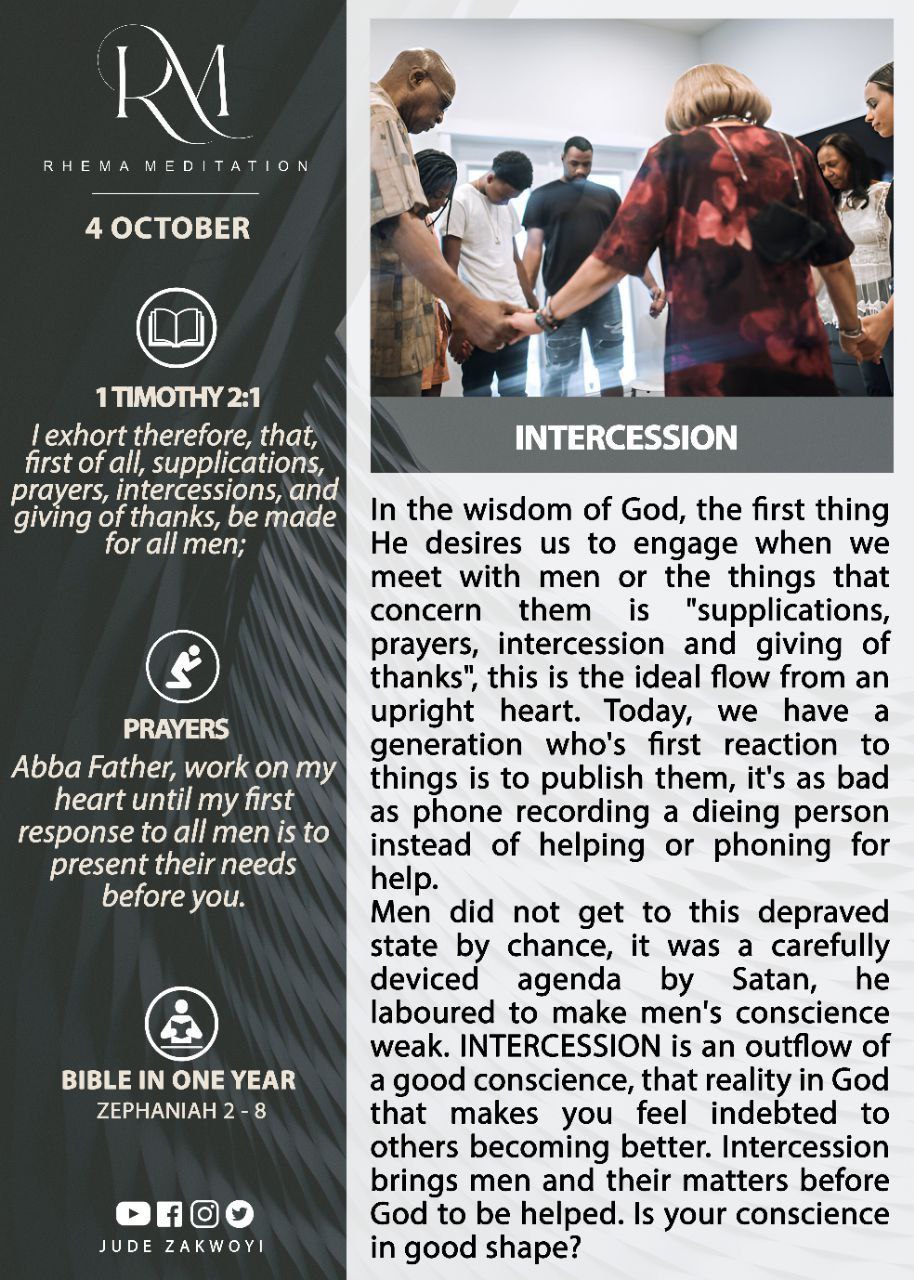 RM
RHEMA MEDITATION
4 OCTOBER
1 TIMOTHY 2:1
I exhort therefore, that,
first of all, supplications,
prayers, intercessions, and
giving of thanks, be made
for all men;
PRAYERS
Abba Father, work on my
heart until my first
response to all men is to
present their needs
before you.
BIBLE IN ONE YEAR
ZEPHANIAH 2 - 8
JUDE ZAKWOYI
INTERCESSION
In the wisdom of God, the first thing
He desires us to engage when we
meet with men or the things that
concern them is "supplications,
prayers, intercession and giving of
thanks", this is the ideal flow from an
upright heart. Today, we have a
generation who's first reaction to
things is to publish them, it's as bad
as phone recording a dieing person
instead of helping or phoning for
help.
Men did not get to this depraved
state by chance, it was a carefully
deviced agenda by Satan, he
laboured to make men's conscience
weak. INTERCESSION is an outflow of
a good conscience, that reality in God
that makes you feel indebted to
others becoming better. Intercession
brings men and their matters before
God to be helped. Is your conscience
in good shape?